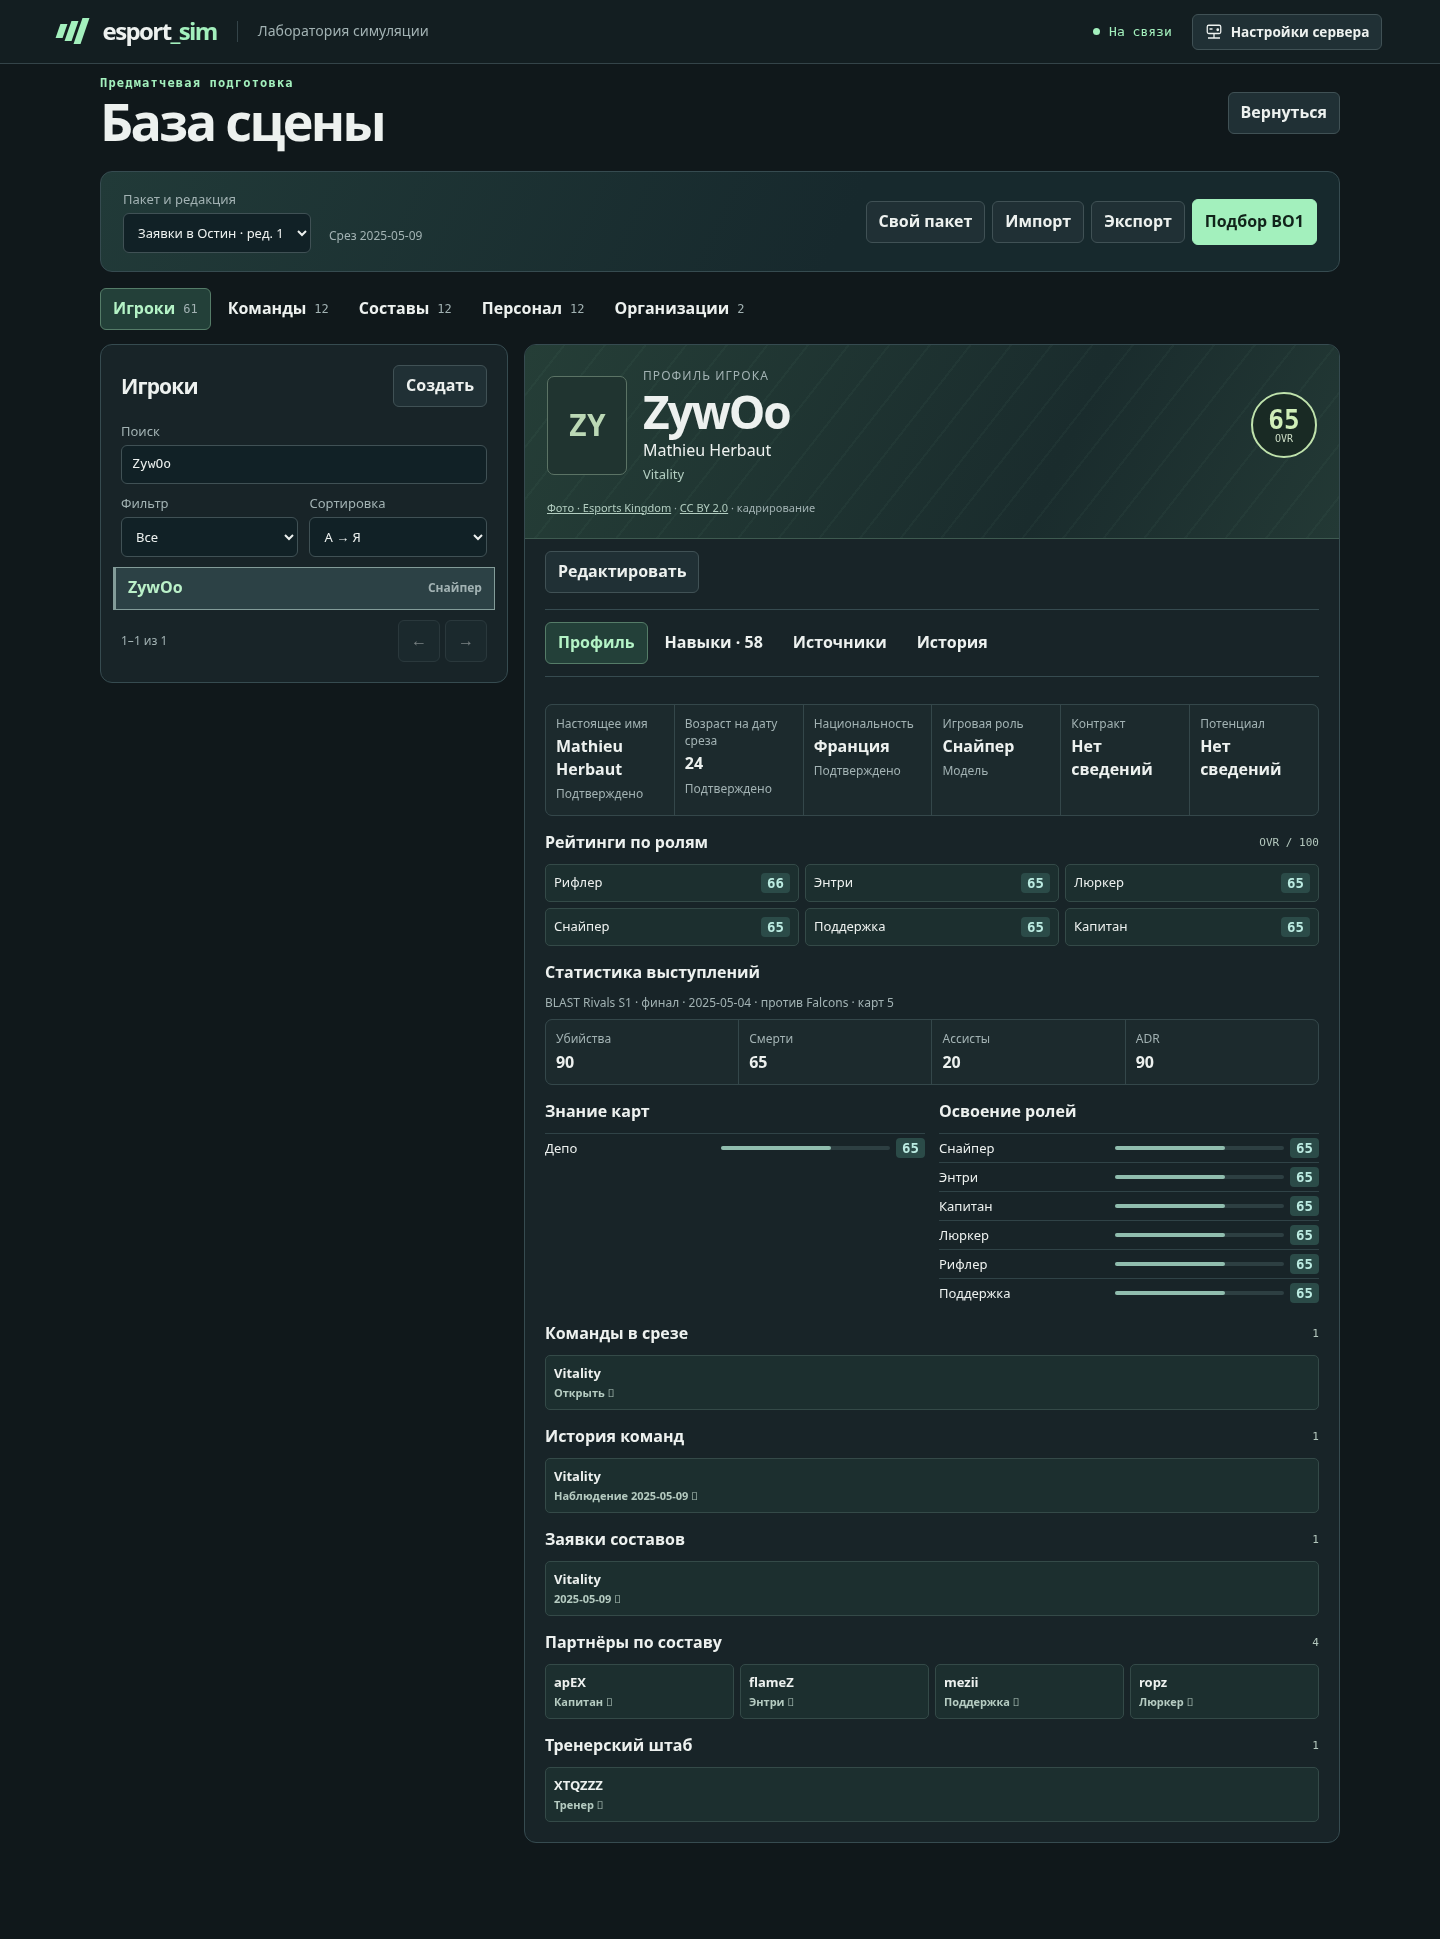 esport_sim
Лаборатория симуляции
На связи
Настройки сервера
Предматчевая подготовка
База сцены
Вернуться
Пакет и редакция
Заявки в Остин · ред. 1
Срез 2025-05-09
Свой пакет
Импорт
Экспорт
Подбор BO1
Игроки 61
Команды 12
Составы 12
Персонал 12
Организации 2
Игроки
Создать
Поиск
ZywOo
Фильтр
Сортировка
Все
А → Я
ZywOo
Снайпер
1–1 из 1
←
→
ZY
ПРОФИЛЬ ИГРОКА
ZywOo
Mathieu Herbaut
Vitality
65
OVR
Фото · Esports Kingdom · CC BY 2.0 · кадрирование
Редактировать
Профиль
Навыки · 58
Источники
История
Настоящее имя
Mathieu
Herbaut
Подтверждено
Возраст на дату
среза
24
Подтверждено
Национальность
Франция
Подтверждено
Игровая роль
Снайпер
Модель
Контракт
Нет
сведений
Потенциал
Нет
сведений
Рейтинги по ролям
OVR / 100
Рифлер 66
Энтри 65
Люркер 65
Снайпер 65
Поддержка 65
Капитан 65
Статистика выступлений
BLAST Rivals S1 · финал · 2025-05-04 · против Falcons · карт 5
Убийства
90
Смерти
65
Ассисты
20
ADR
90
Знание карт
Депо 65
Освоение ролей
Снайпер 65
Энтри 65
Капитан 65
Люркер 65
Рифлер 65
Поддержка 65
Команды в срезе
1
Vitality
Открыть
История команд
1
Vitality
Наблюдение 2025-05-09
Заявки составов
1
Vitality
2025-05-09
Партнёры по составу
4
apEX
Капитан
flameZ
Энтри
mezii
Поддержка
ropz
Люркер
Тренерский штаб
1
XTQZZZ
Тренер